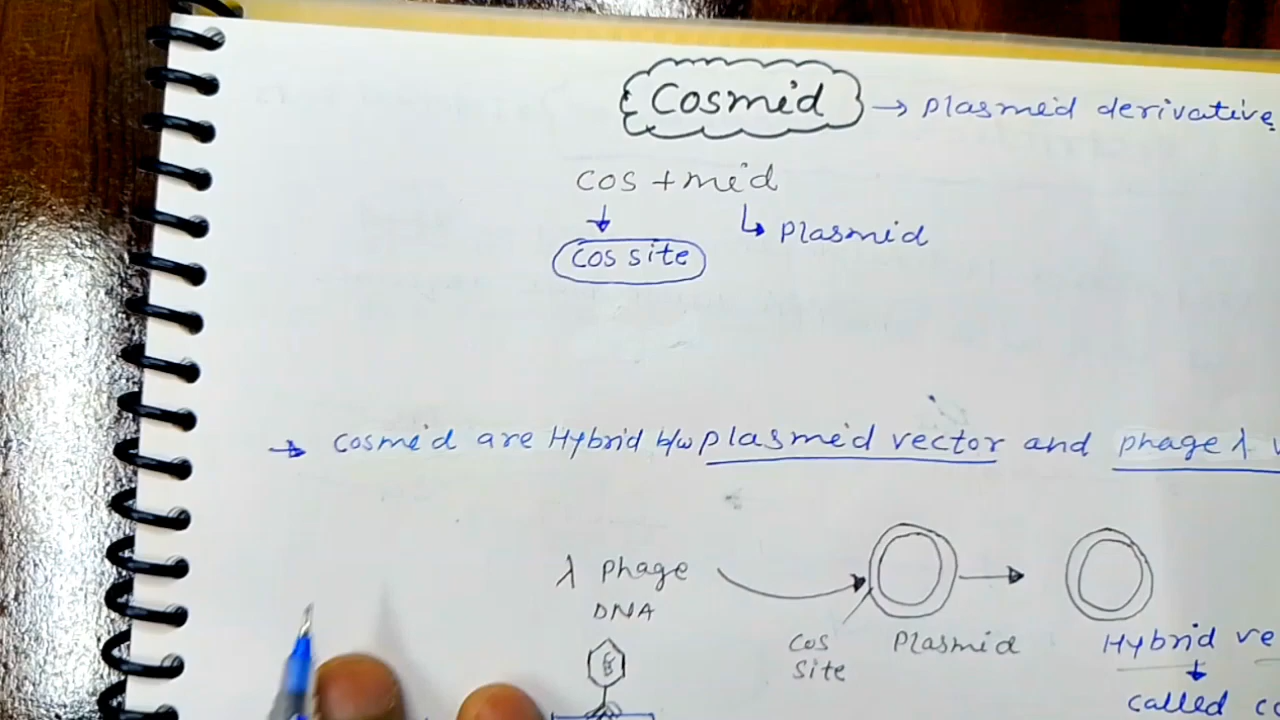 Cosmid → Plasmid derivative
cos + mid
cos site
Plasmid
→ cosmid are Hybrid b/w plasmid vector and phage λ
λ phage
DNA
cos
site
Plasmid
Hybrid ve
called